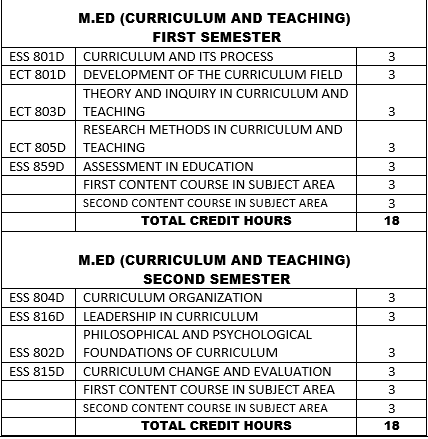 M.ED (CURRICULUM AND TEACHING)
FIRST SEMESTER
ESS 801D CURRICULUM AND ITS PROCESS 3
ECT 801D DEVELOPMENT OF THE CURRICULUM FIELD 3
THEORY AND INQUIRY IN CURRICULUM AND
ECT 803D TEACHING 3
RESEARCH METHODS IN CURRICULUM AND
ECT 805D TEACHING 3
ESS 859D ASSESSMENT IN EDUCATION 3
FIRST CONTENT COURSE IN SUBJECT AREA 3
SECOND CONTENT COURSE IN SUBJECT AREA 3
TOTAL CREDIT HOURS 18
M.ED (CURRICULUM AND TEACHING)
SECOND SEMESTER
ESS 804D CURRICULUM ORGANIZATION 3
ESS 816D LEADERSHIP IN CURRICULUM 3
PHILOSOPHICAL AND PSYCHOLOGICAL
ESS 802D FOUNDATIONS OF CURRICULUM 3
ESS 815D CURRICULUM CHANGE AND EVALUATION 3
FIRST CONTENT COURSE IN SUBJECT AREA 3
SECOND CONTENT COURSE IN SUBJECT AREA 3
TOTAL CREDIT HOURS 18